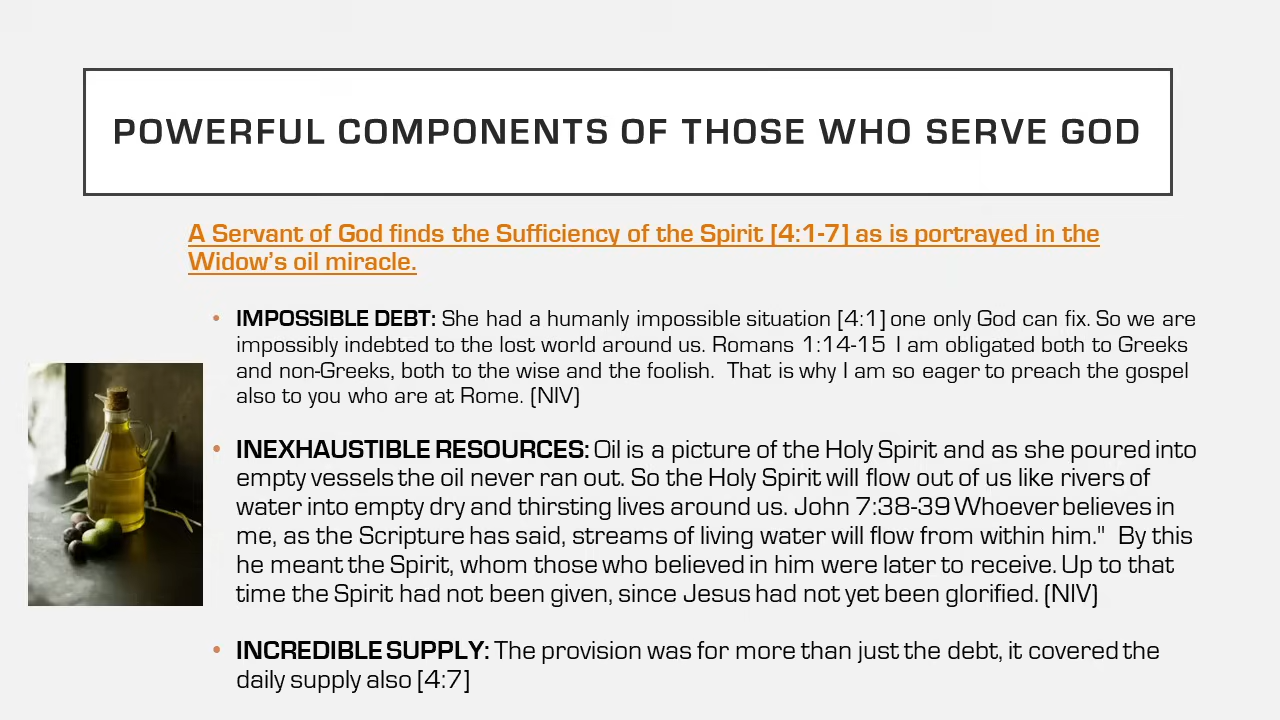 POWERFUL COMPONENTS OF THOSE WHO SERVE GOD
A Servant of God finds the Sufficiency of the Spirit [4:1-7] as is portrayed in the
Widow's oil miracle.
• IMPOSSIBLE DEBT: She had a humanly impossible situation [4:1] one only God can fix. So we are
impossibly indebted to the lost world around us. Romans 1:14-15 I am obligated both to Greeks
and non-Greeks, both to the wise and the foolish. That is why I am so eager to preach the gospel
also to you who are at Rome. (NIV)
• INEXHAUSTIBLE RESOURCES: Oil is a picture of the Holy Spirit and as she poured into
empty vessels the oil never ran out. So the Holy Spirit will flow out of us like rivers of
water into empty dry and thirsting lives around us. John 7:38-39 Whoever believes in
me, as the Scripture has said, streams of living water will flow from within him." By this
he meant the Spirit, whom those who believed in him were later to receive. Up to that
time the Spirit had not been given, since Jesus had not yet been glorified. (NIV)
• INCREDIBLE SUPPLY: The provision was for more than just the debt, it covered the
daily supply also [4:7]